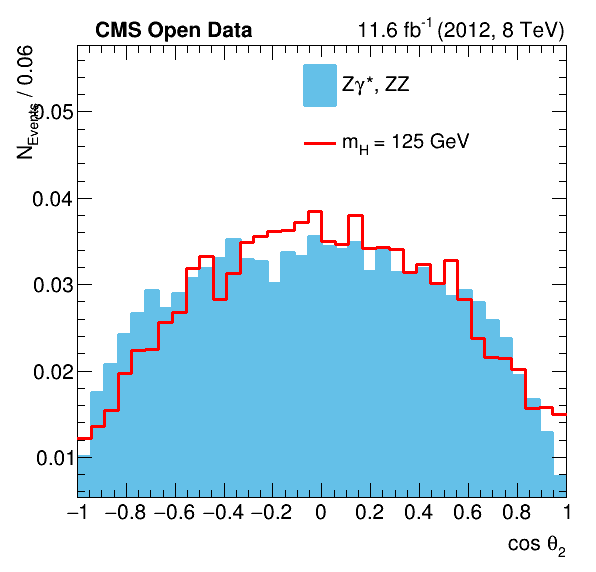 CMS Open Data 11.6 fb⁻¹ (2012, 8 TeV)
N_Events / 0.06
Zγ*, ZZ
m_H = 125 GeV
0.05
0.04
0.03
0.02
0.01
−1 −0.8 −0.6 −0.4 −0.2 0 0.2 0.4 0.6 0.8 1
cos θ₂